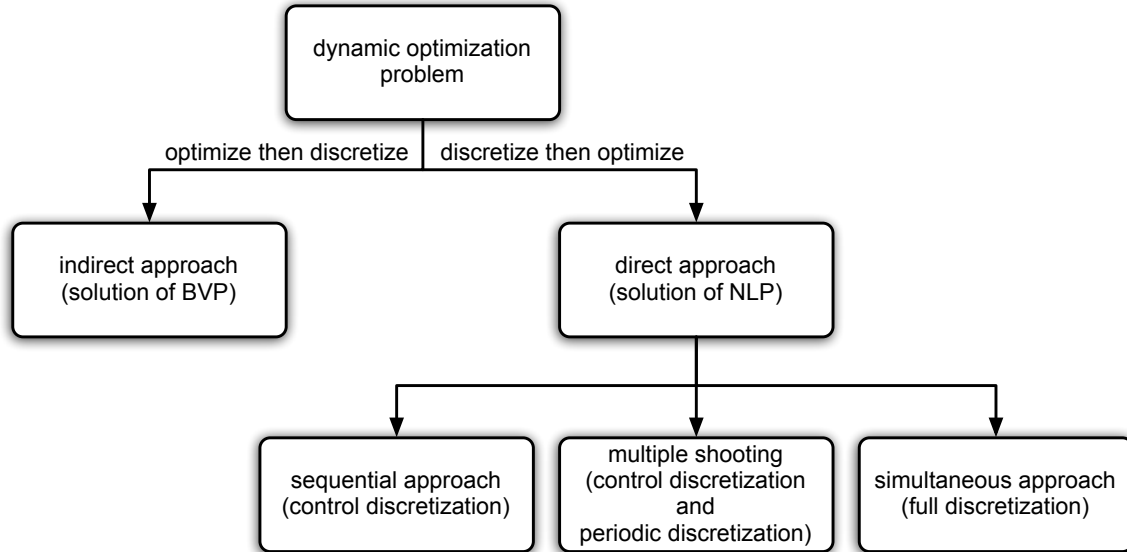 dynamic optimization
problem
optimize then discretize
discretize then optimize
indirect approach
(solution of BVP)
direct approach
(solution of NLP)
sequential approach
(control discretization)
multiple shooting
(control discretization
and
periodic discretization)
simultaneous approach
(full discretization)